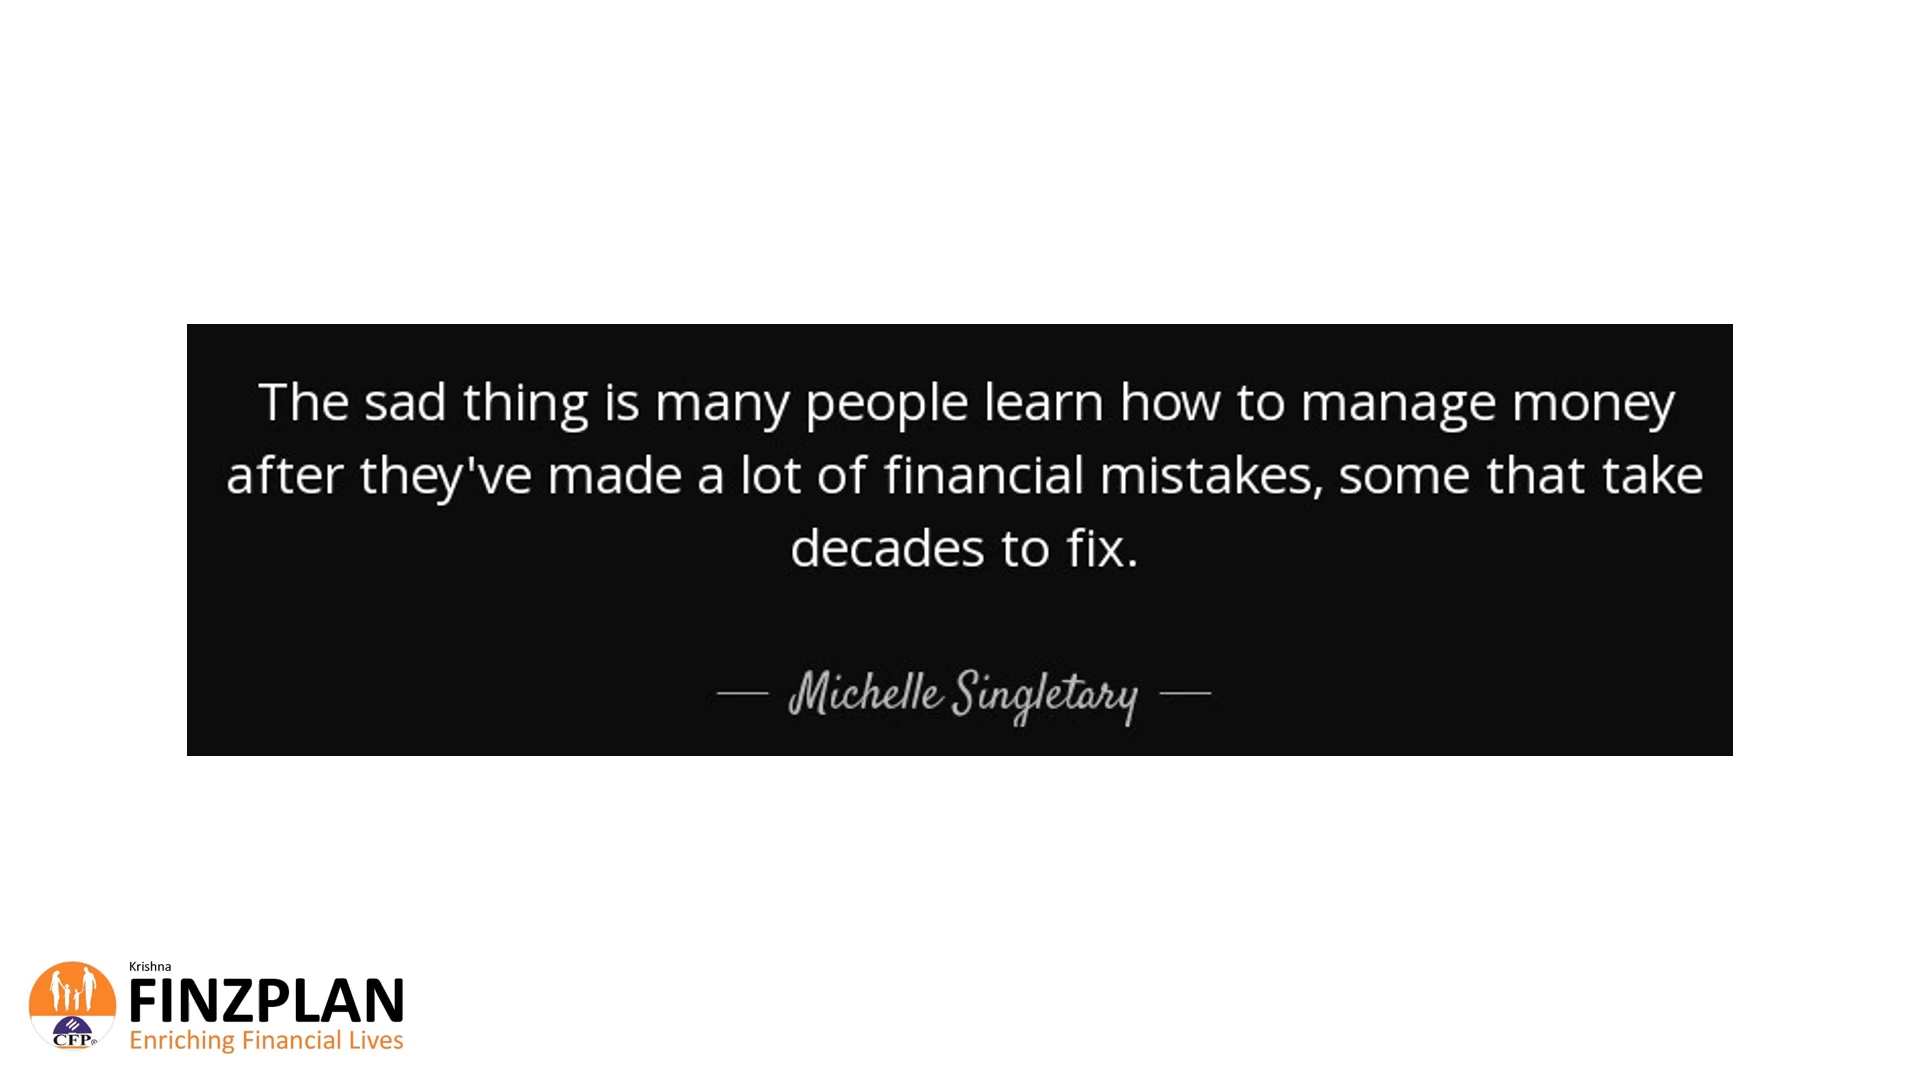 The sad thing is many people learn how to manage money
after they've made a lot of financial mistakes, some that take
decades to fix.
Michelle Singletary
Krishna
FINZPLAN
Enriching Financial Lives
CFP®